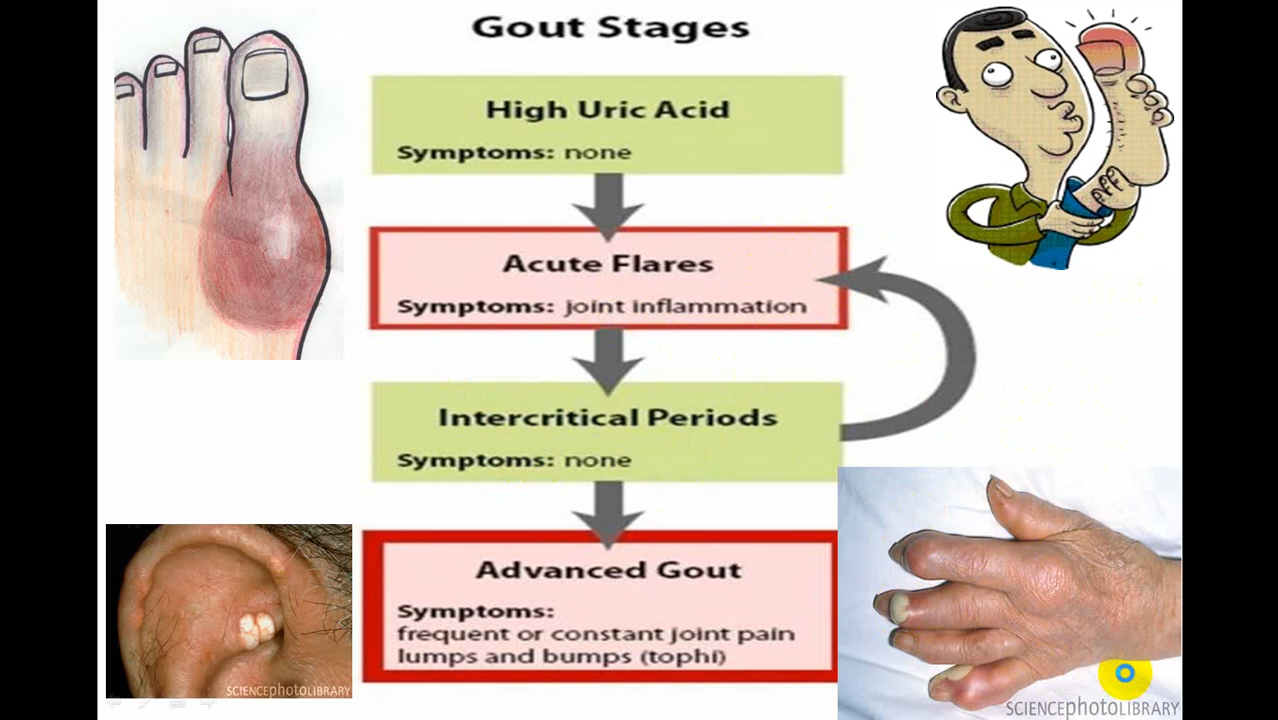 Gout Stages
High Uric Acid
Symptoms: none
Acute Flares
Symptoms: joint inflammation
Intercritical Periods
Symptoms: none
Advanced Gout
Symptoms:
frequent or constant joint pain
lumps and bumps (tophi)
SCIENCEphotoLIBRARY
SCIENCEphotoLIBRARY